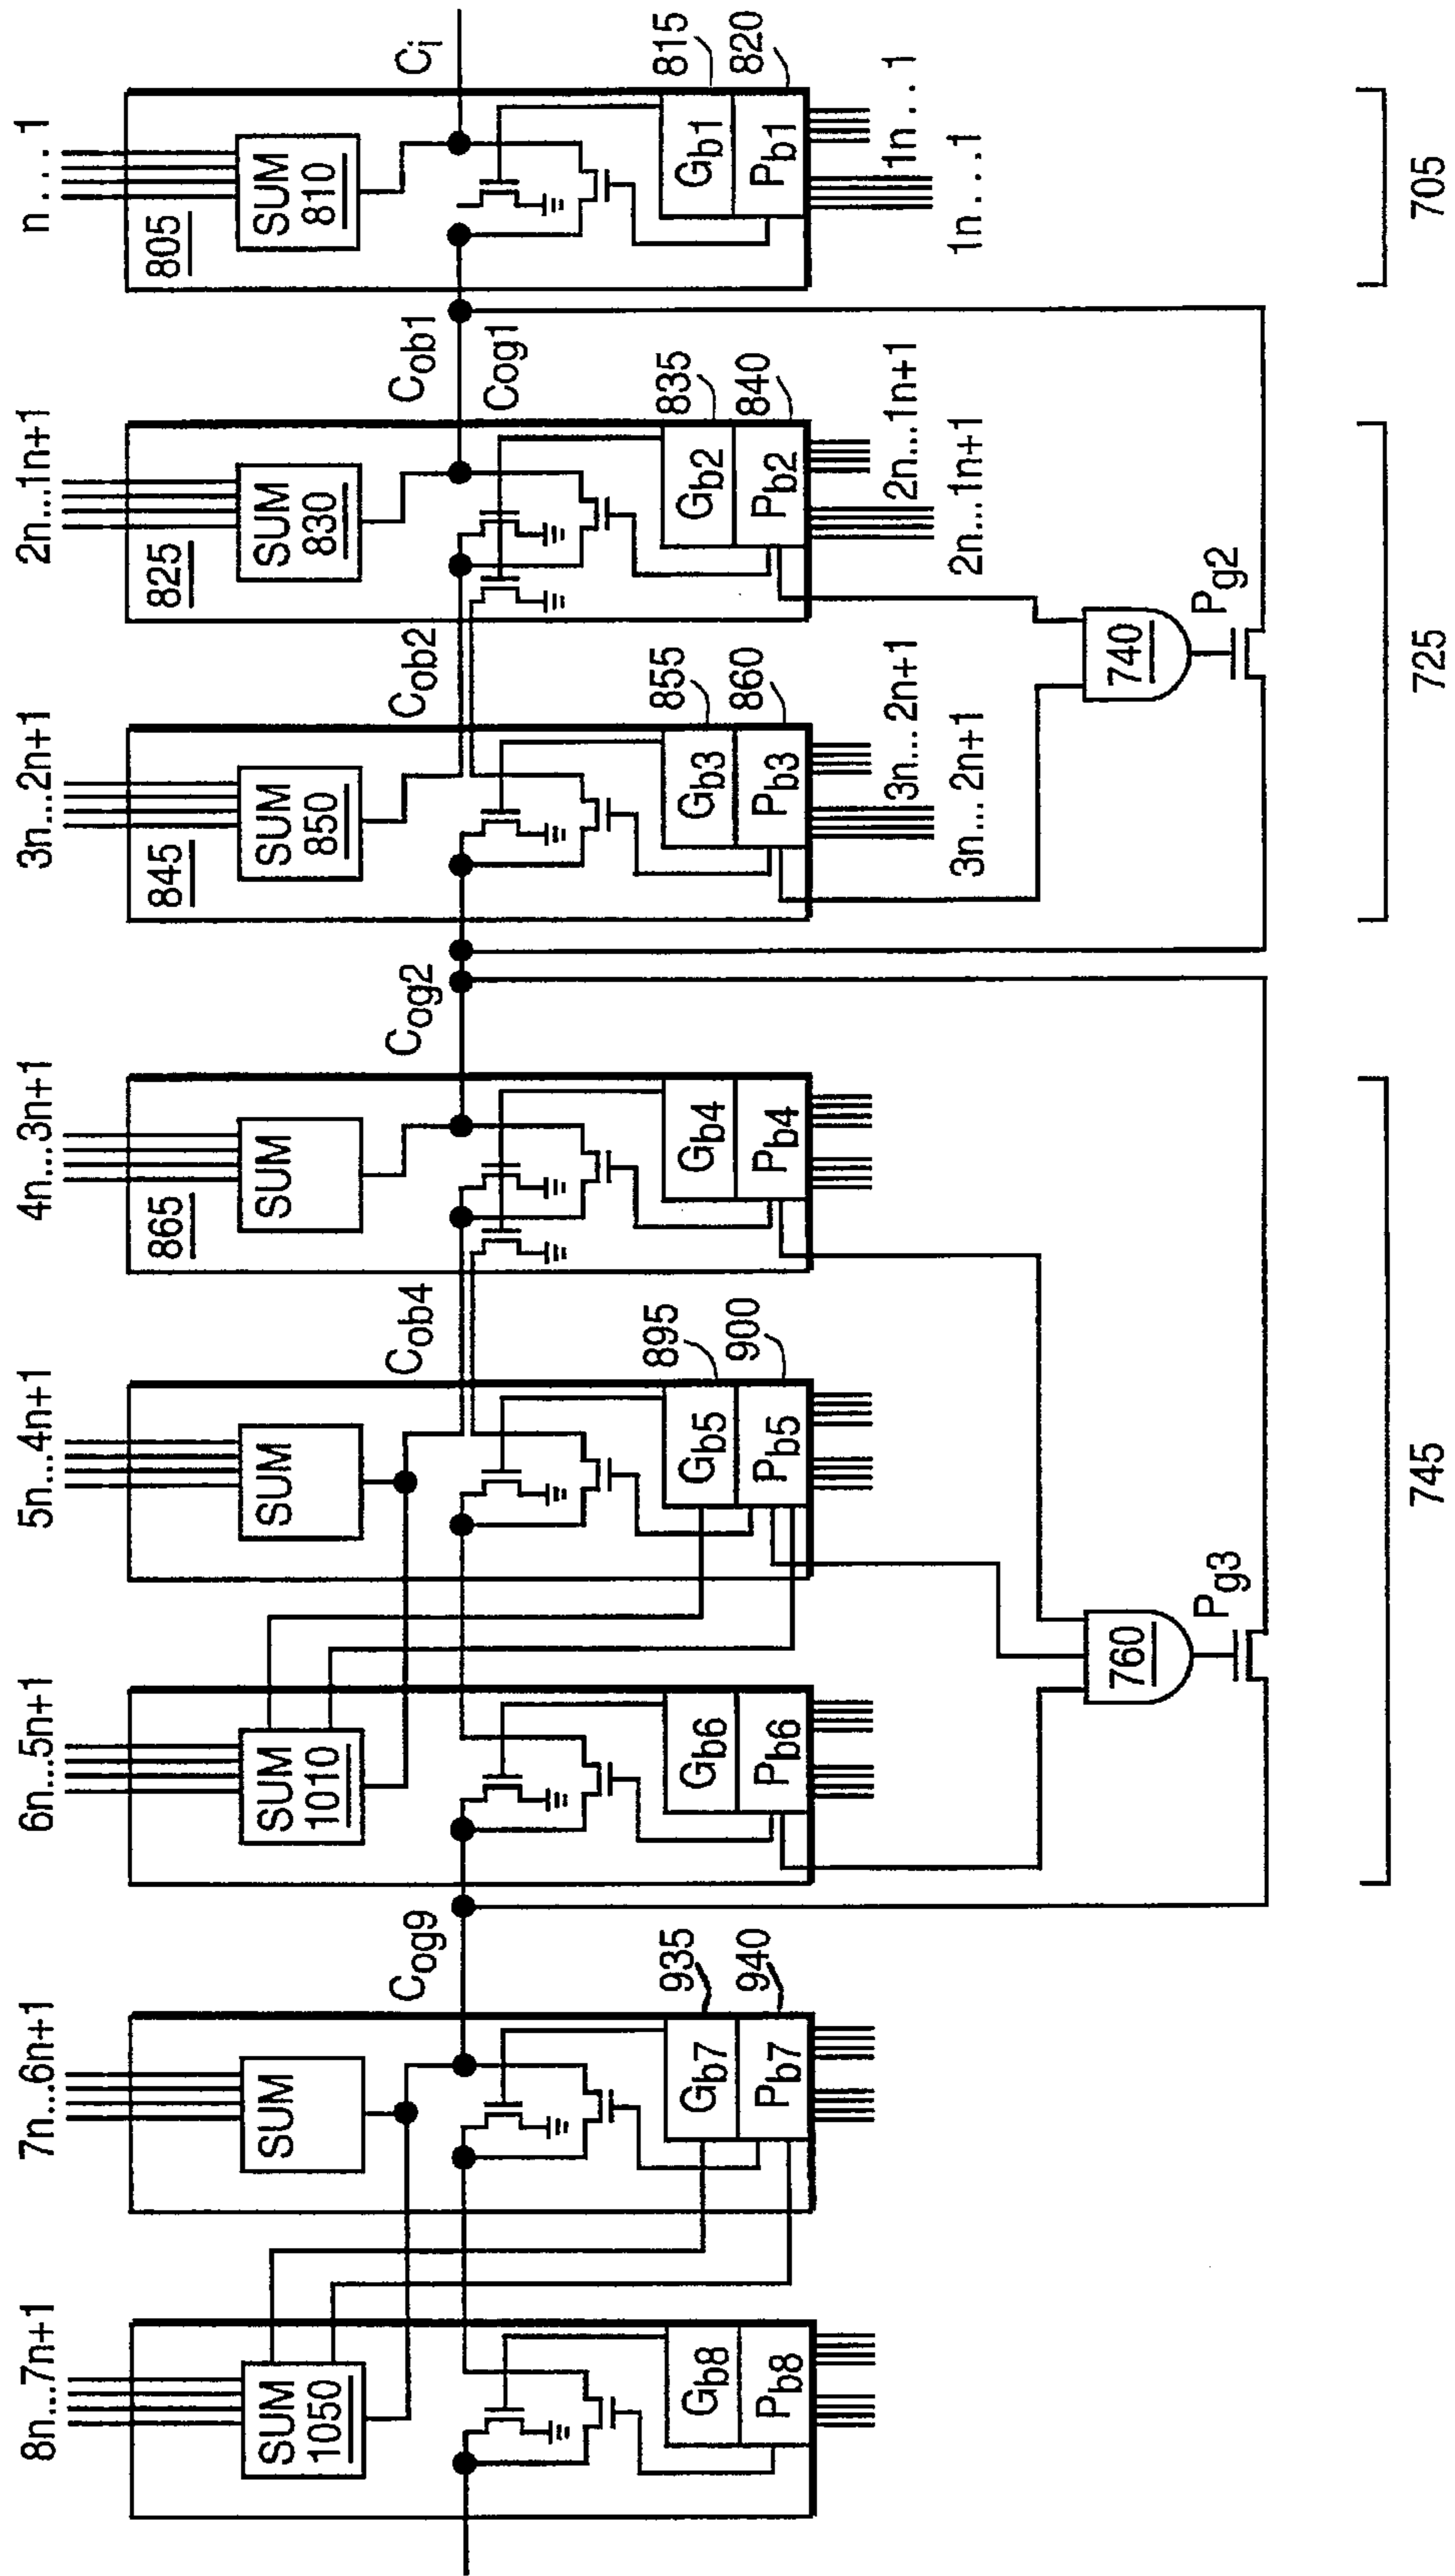 8n...7n+1
7n...6n+1
6n...5n+1
5n...4n+1
4n...3n+1
3n...2n+1
2n...1n+1
n...1
SUM
1050
SUM
SUM
1010
SUM
865
SUM
845
SUM
850
825
SUM
830
805
SUM
810
Cog9
Cob4
Cog2
Cob2
Cob1
Cog1
Ci
Gb8
Pb8
Gb7
Pb7
935
940
Gb6
Pb6
Gb5
Pb5
895
900
Gb4
Pb4
Gb3
Pb3
855
860
Gb2
Pb2
835
840
Gb1
Pb1
815
820
3n...2n+1
3n...2n+1
2n...1n+1
2n...1n+1
1n...1
1n...1
760
Pg3
740
Pg2
745
725
705